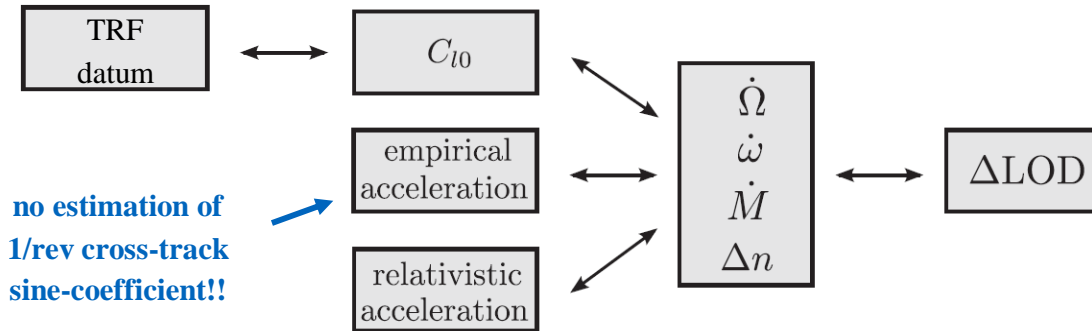 TRF
datum
C_{l0}
empirical
acceleration
relativistic
acceleration
Ω̇
ω̇
Ṁ
Δn
ΔLOD
no estimation of
1/rev cross-track
sine-coefficient!!